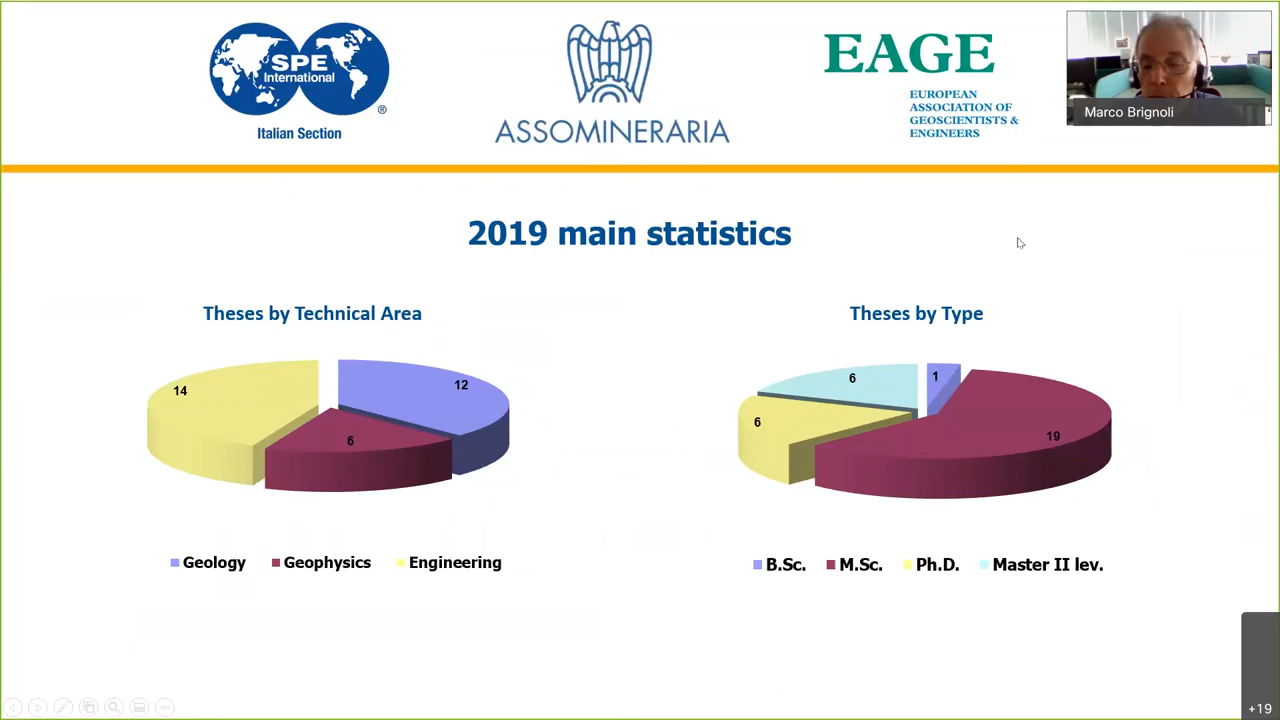 SPE
International
®
Italian Section
ASSOMINERARIA
EAGE
EUROPEAN
ASSOCIATION OF
GEOSCIENTISTS &
ENGINEERS
Marco Brignoli
2019 main statistics
Theses by Technical Area
14
12
6
Geology Geophysics Engineering
Theses by Type
6
1
6
19
B.Sc. M.Sc. Ph.D. Master II lev.
+19